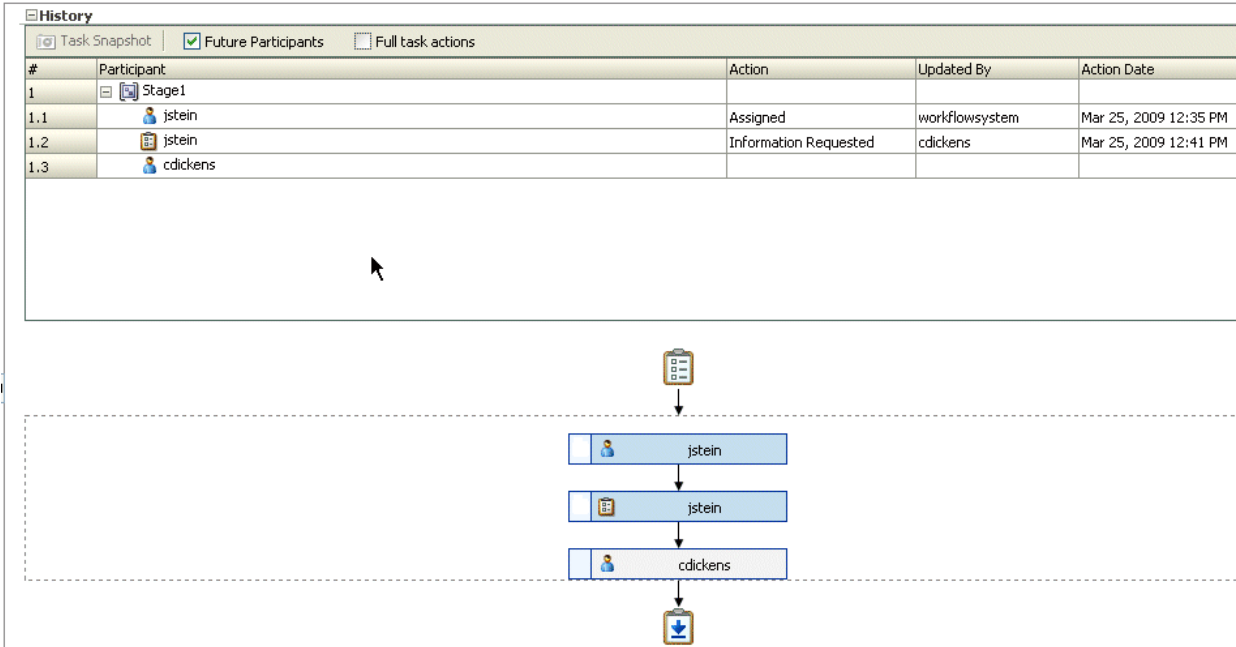 History
Task Snapshot Future Participants Full task actions
# Participant Action Updated By Action Date
1 Stage1
1.1 jstein Assigned workflowsystem Mar 25, 2009 12:35 PM
1.2 jstein Information Requested cdickens Mar 25, 2009 12:41 PM
1.3 cdickens
jstein
jstein
cdickens